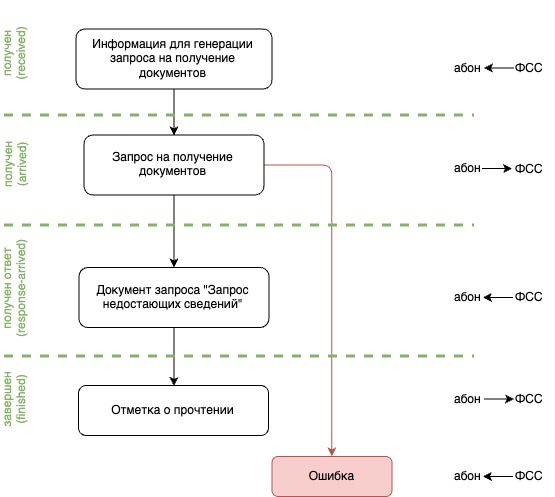 получен
(received)
Информация для генерации
запроса на получение
документов
абон
ФСС
получен
(arrived)
Запрос на получение
документов
абон
ФСС
получен ответ
(response-arrived)
Документ запроса "Запрос
недостающих сведений"
абон
ФСС
завершен
(finished)
Отметка о прочтении
абон
ФСС
Ошибка
абон
ФСС